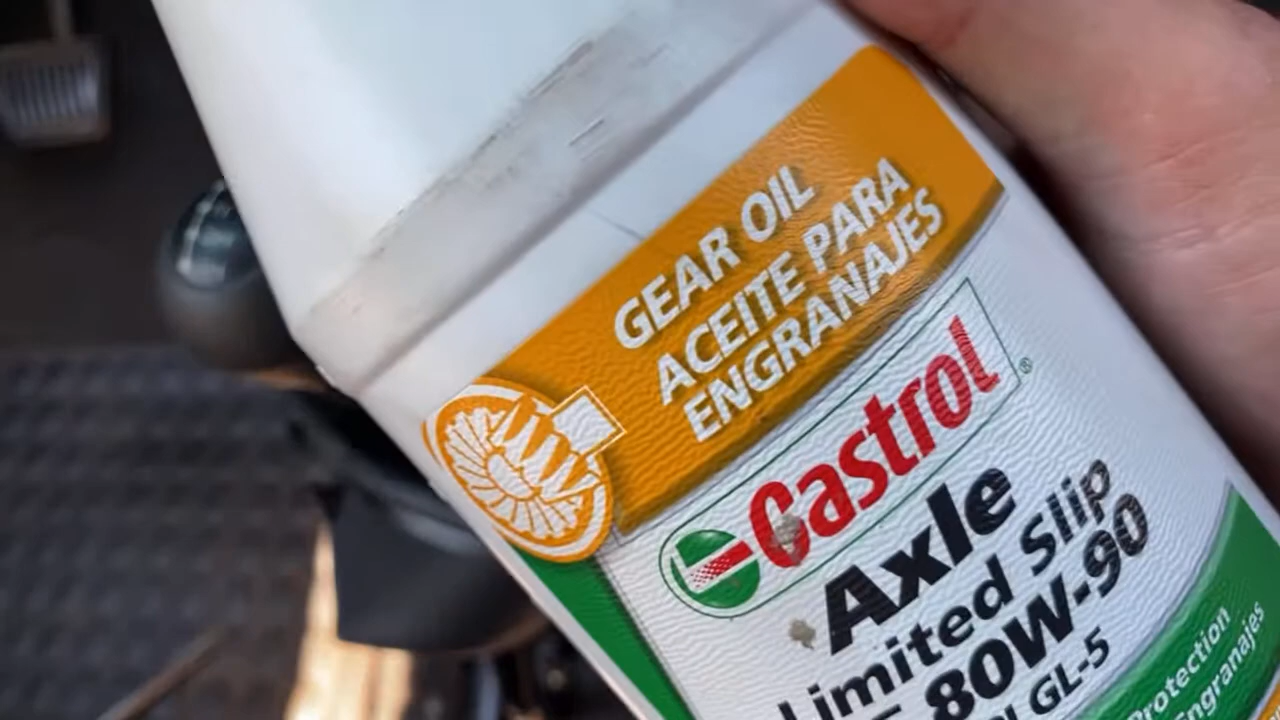 GEAR OIL
ACEITE PARA
ENGRANAJES
Castrol®
Axle
Limited Slip
80W-90
GL-5
Protection
Engranajes